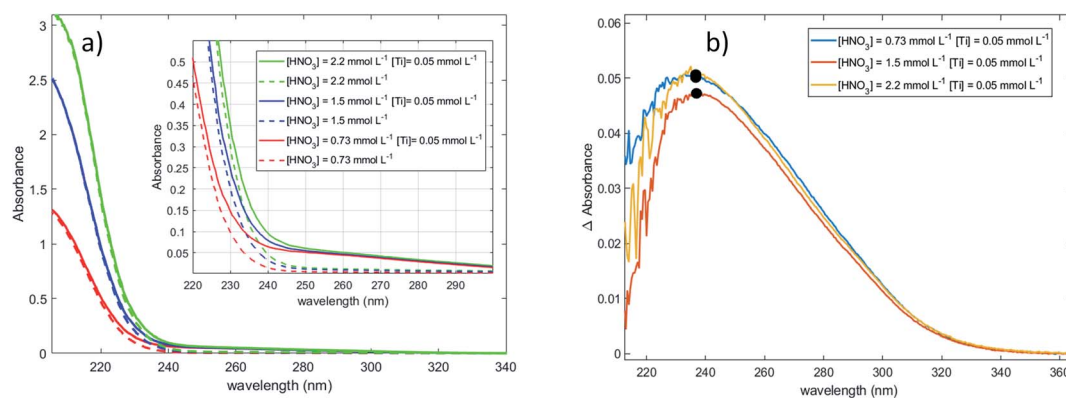 a)
3
2.5
2
1.5
1
0.5
0
Absorbance
220
240
260
280
300
320
340
wavelength (nm)
0.5
0.45
0.4
0.35
0.3
0.25
0.2
0.15
0.1
0.05
Absorbance
220
230
240
250
260
270
280
290
wavelength (nm)
[HNO₃] = 2.2 mmol L⁻¹ [Ti]= 0.05 mmol L⁻¹
[HNO₃] = 2.2 mmol L⁻¹
[HNO₃] = 1.5 mmol L⁻¹ [Ti] = 0.05 mmol L⁻¹
[HNO₃] = 1.5 mmol L⁻¹
[HNO₃] = 0.73 mmol L⁻¹ [Ti]= 0.05 mmol L⁻¹
[HNO₃] = 0.73 mmol L⁻¹
b)
0.06
0.05
0.04
0.03
0.02
0.01
0
Δ Absorbance
220
240
260
280
300
320
340
360
wavelength (nm)
[HNO₃] = 0.73 mmol L⁻¹ [Ti] = 0.05 mmol L⁻¹
[HNO₃] = 1.5 mmol L⁻¹ [Ti] = 0.05 mmol L⁻¹
[HNO₃] = 2.2 mmol L⁻¹ [Ti] = 0.05 mmol L⁻¹